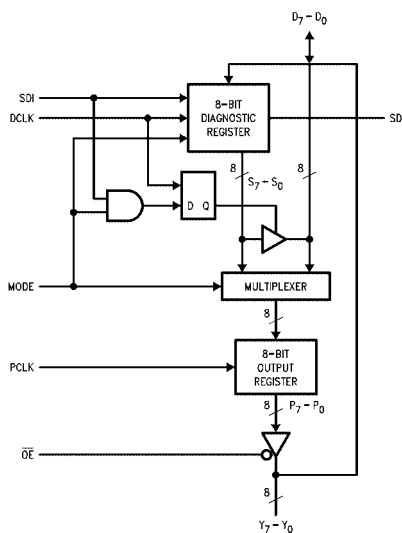 D₇ – D₀
SDI
DCLK
8-BIT
DIAGNOSTIC
REGISTER
SD
8
S₇ – S₀
8
D Q
MODE
MULTIPLEXER
8
PCLK
8-BIT
OUTPUT
REGISTER
8
P₇ – P₀
O̅E̅
8
Y₇ – Y₀